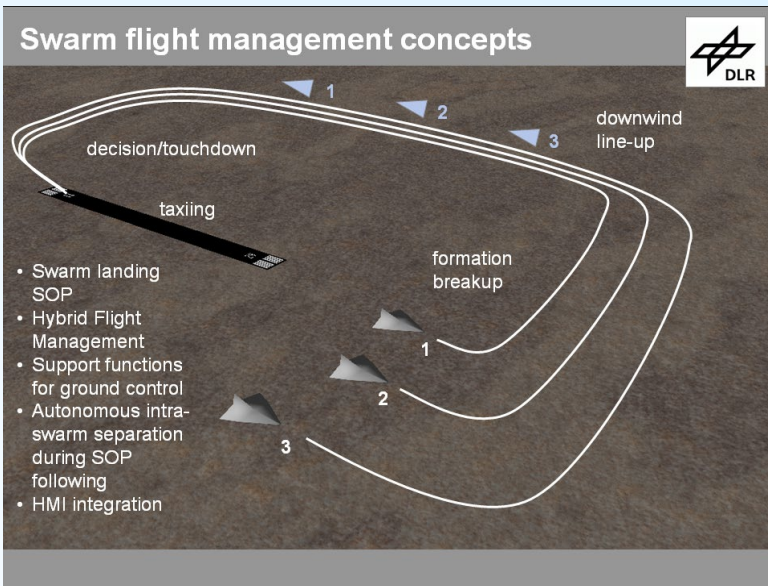 Swarm flight management concepts
DLR
1
2
3
downwind
line-up
decision/touchdown
taxiing
formation
breakup
1
2
3
• Swarm landing
SOP
• Hybrid Flight
Management
• Support functions
for ground control
• Autonomous intra-
swarm separation
during SOP
following
• HMI integration